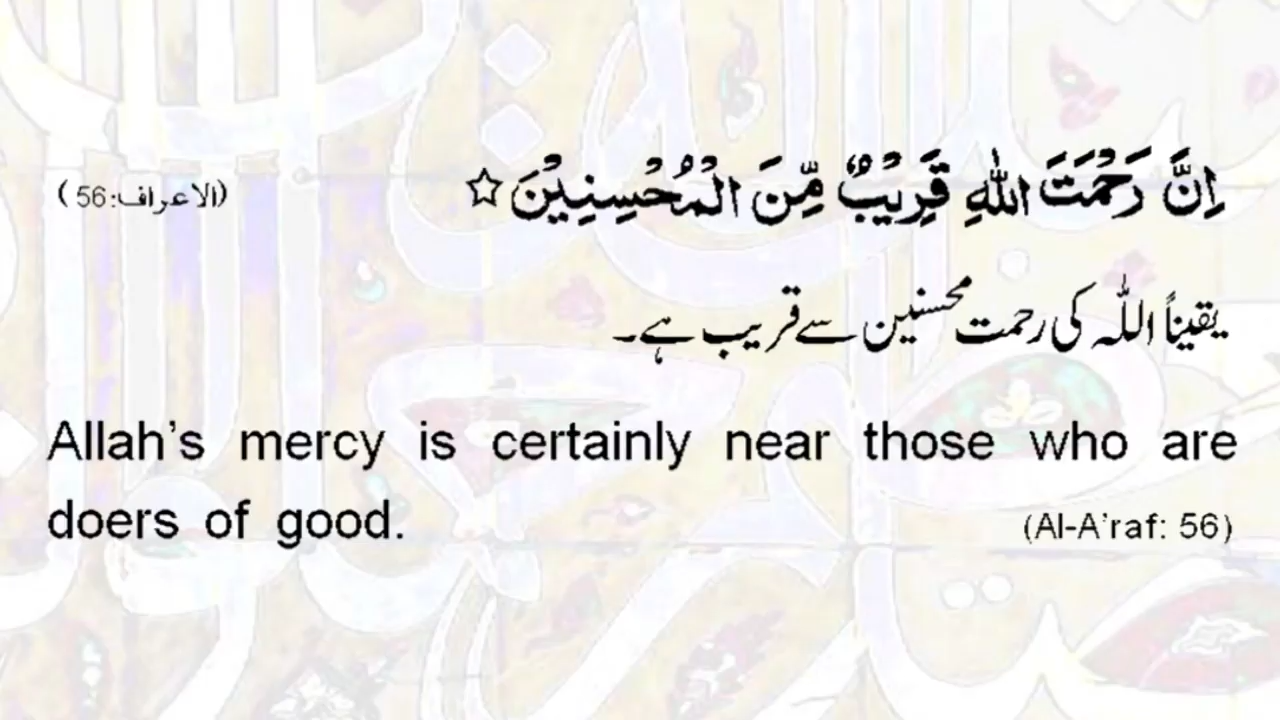 اِنَّ رَحْمَتَ اللّٰهِ قَرِيْبٌ مِّنَ الْمُحْسِنِيْنَ☆ (الاعراف:56)
یقیناً اللّٰہ کی رحمت محسنین سے قریب ہے۔
Allah's mercy is certainly near those who are
doers of good. (Al-A'raf: 56)